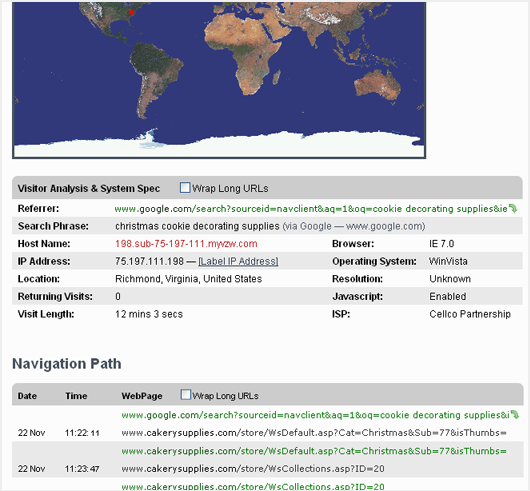 Visitor Analysis & System Spec Wrap Long URLs
Referrer: www.google.com/search?sourceid=navclient&aq=1&oq=cookie decorating supplies&ie
Search Phrase: christmas cookie decorating supplies (via Google — www.google.com)
Host Name: 198.sub-75-197-111.myvzw.com Browser: IE 7.0
IP Address: 75.197.111.198 — [Label IP Address] Operating System: WinVista
Location: Richmond, Virginia, United States Resolution: Unknown
Returning Visits: 0 Javascript: Enabled
Visit Length: 12 mins 3 secs ISP: Cellco Partnership
Navigation Path
Date Time WebPage Wrap Long URLs
www.google.com/search?sourceid=navclient&aq=1&oq=cookie decorating supplies&i
22 Nov 11:22:11 www.cakerysupplies.com/store/WsDefault.asp?Cat=Christmas&Sub=77&isThumbs=
www.cakerysupplies.com/store/WsDefault.asp?Cat=Christmas&Sub=77&isThumbs=
22 Nov 11:23:47 www.cakerysupplies.com/store/WsCollections.asp?ID=20
www.cakerysupplies.com/store/WsCollections.asp?ID=20